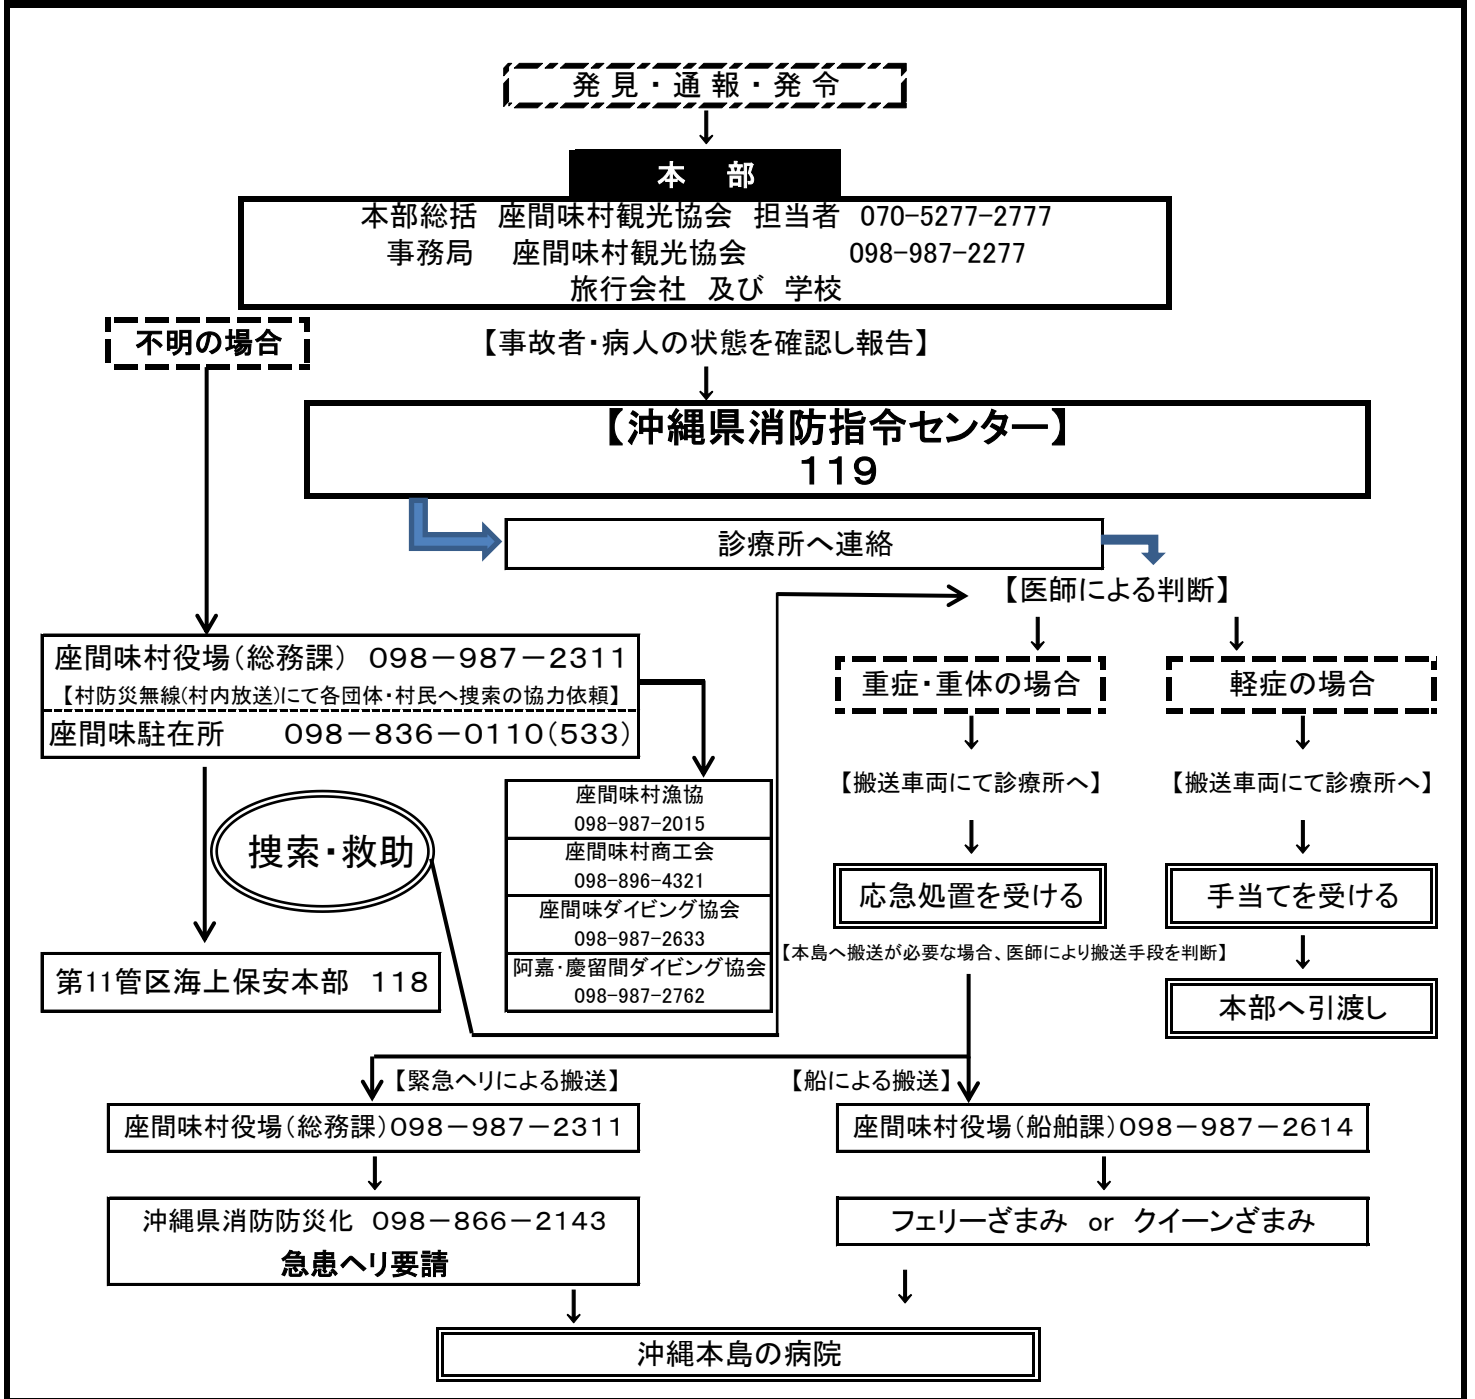 発見・通報・発令
本　部
本部総括 座間味村観光協会 担当者 070-5277-2777
事務局 座間味村観光協会 098-987-2277
旅行会社 及び 学校
不明の場合
【事故者・病人の状態を確認し報告】
【沖縄県消防指令センター】
119
診療所へ連絡
【医師による判断】
座間味村役場(総務課) 098-987-2311
【村防災無線(村内放送)にて各団体・村民へ捜索の協力依頼】
座間味駐在所 098-836-0110(533)
重症・重体の場合
軽症の場合
【搬送車両にて診療所へ】
【搬送車両にて診療所へ】
座間味村漁協
098-987-2015
座間味村商工会
098-896-4321
座間味ダイビング協会
098-987-2633
阿嘉・慶留間ダイビング協会
098-987-2762
捜索・救助
応急処置を受ける
手当てを受ける
【本島へ搬送が必要な場合、医師により搬送手段を判断】
第11管区海上保安本部 118
本部へ引渡し
【緊急ヘリによる搬送】
【船による搬送】
座間味村役場(総務課)098-987-2311
座間味村役場(船舶課)098-987-2614
沖縄県消防防災化 098-866-2143
急患ヘリ要請
フェリーざまみ or クイーンざまみ
沖縄本島の病院